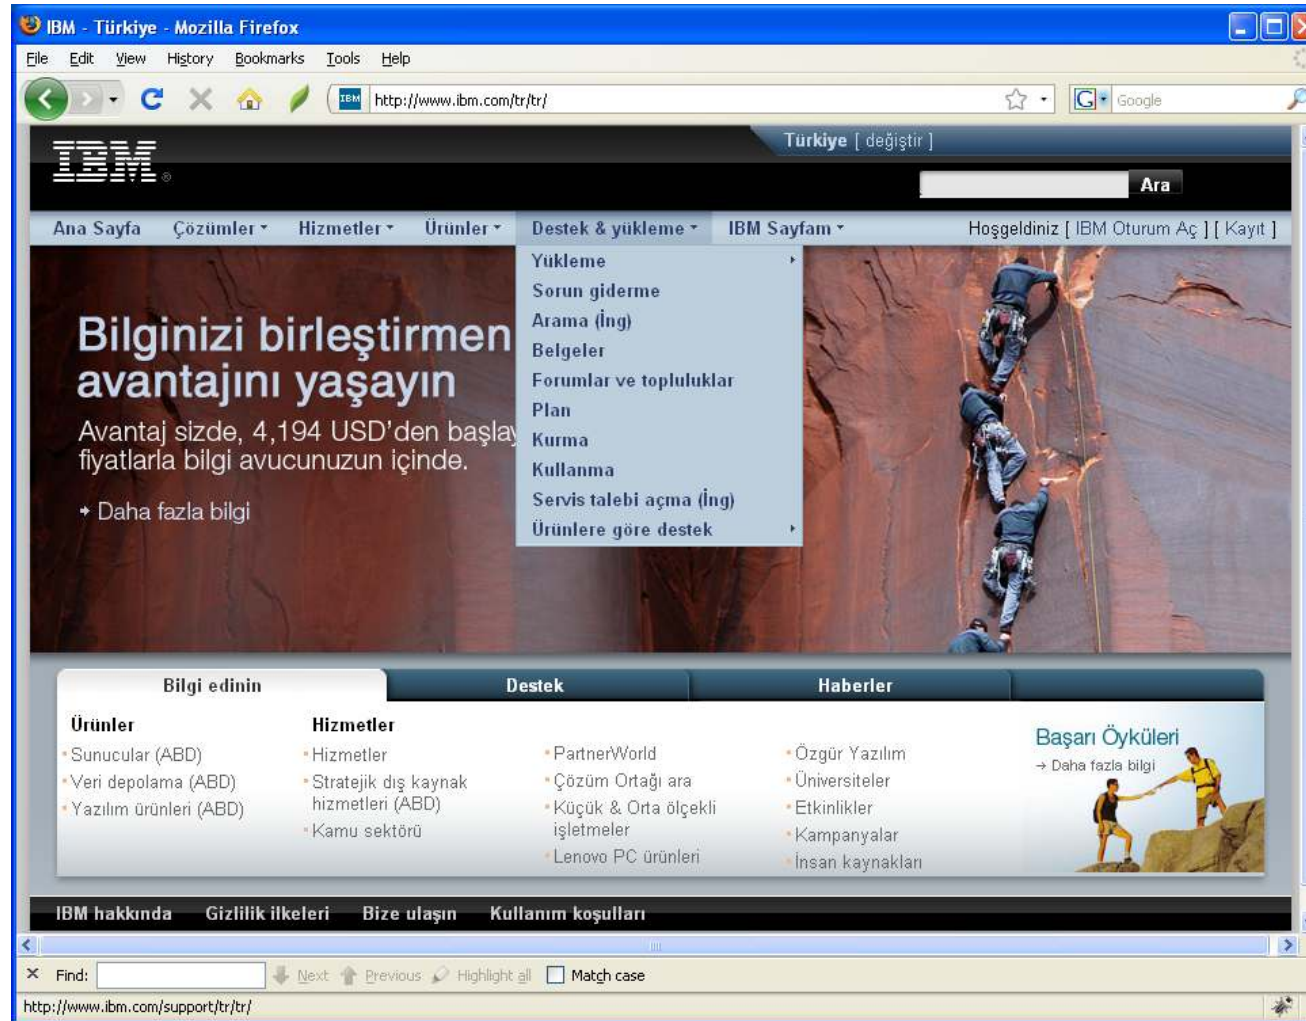 IBM - Türkiye - Mozilla Firefox
File Edit View History Bookmarks Tools Help
IBM http://www.ibm.com/tr/tr/ G Google
Türkiye [ değiştir ]
IBM®
Ara
Ana Sayfa Çözümler Hizmetler Ürünler Destek & yükleme IBM Sayfam Hoşgeldiniz [ IBM Oturum Aç ] [ Kayıt ]
Yükleme
Sorun giderme
Arama (İng)
Belgeler
Forumlar ve topluluklar
Plan
Kurma
Kullanma
Servis talebi açma (İng)
Ürünlere göre destek
Bilginizi birleştirmen
avantajını yaşayın
Avantaj sizde, 4,194 USD'den başlay
fiyatlarla bilgi avucunuzun içinde.
Daha fazla bilgi
Bilgi edinin Destek Haberler
Ürünler
Sunucular (ABD)
Veri depolama (ABD)
Yazılım ürünleri (ABD)
Hizmetler
Hizmetler
Stratejik dış kaynak
hizmetleri (ABD)
Kamu sektörü
PartnerWorld
Çözüm Ortağı ara
Küçük & Orta ölçekli
işletmeler
Lenovo PC ürünleri
Özgür Yazılım
Üniversiteler
Etkinlikler
Kampanyalar
İnsan kaynakları
Başarı Öyküleri
→ Daha fazla bilgi
IBM hakkında Gizlilik ilkeleri Bize ulaşın Kullanım koşulları
× Find: Next Previous Highlight all Match case
http://www.ibm.com/support/tr/tr/